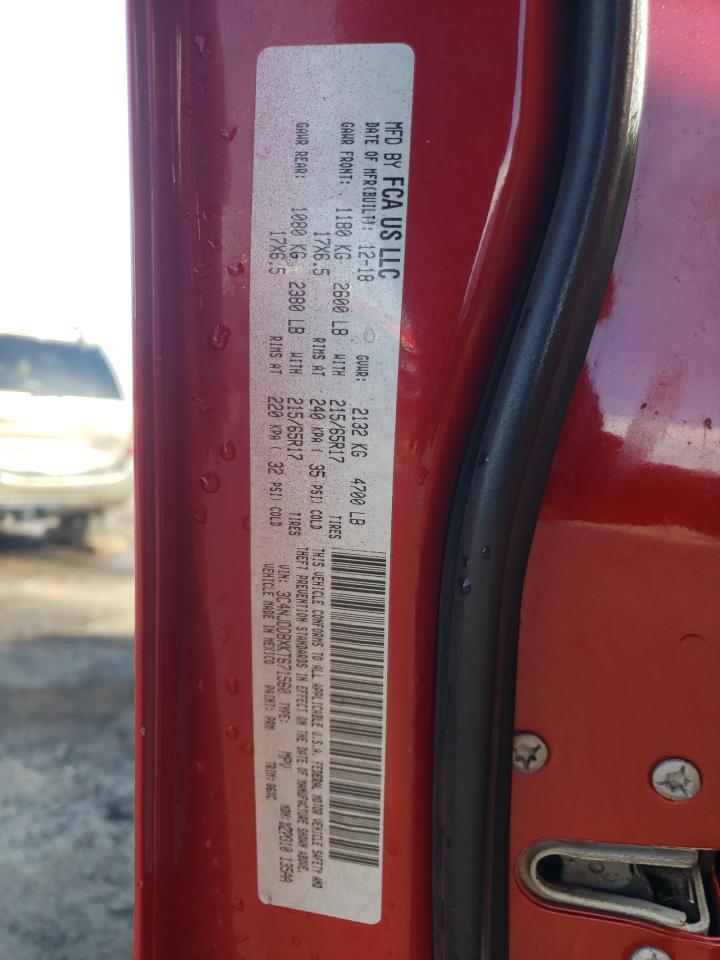 MFD BY FCA US LLC
DATE OF MFR(BUILT): 12-18 GVWR: 2132 KG 4700 LB
GAWR FRONT: 1180 KG 2600 LB WITH 215/65R17 TIRES
17X6.5 RIMS AT 240 KPA ( 35 PSI) COLD
GAWR REAR: 1080 KG 2380 LB WITH 215/65R17 TIRES
17X6.5 RIMS AT 220 KPA ( 32 PSI) COLD
THIS VEHICLE CONFORMS TO ALL APPLICABLE U.S.A. FEDERAL MOTOR VEHICLE SAFETY AND
THEFT PREVENTION STANDARDS IN EFFECT ON THE DATE OF MANUFACTURE SHOWN ABOVE.
VIN: 3C4NJDDBXKT671560 TYPE: MPV MDH: 135AA
VEHICLE MADE IN MEXICO PAINT: PRM TRIM: